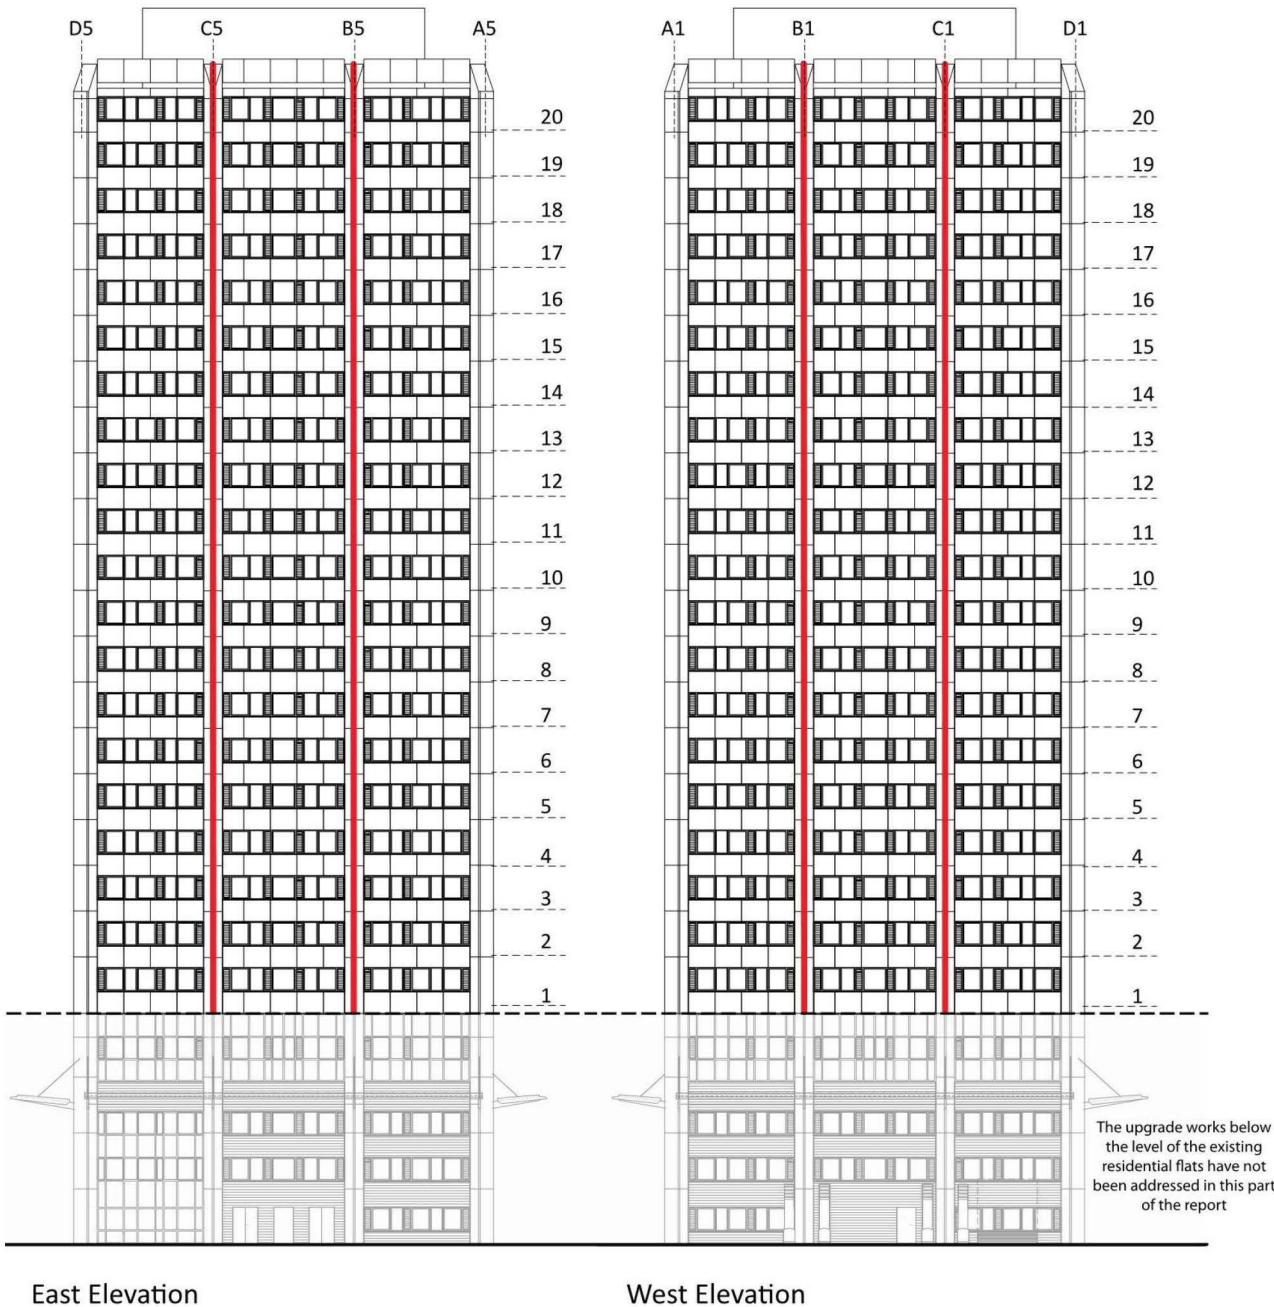 D5 C5 B5 A5 A1 B1 C1 D1
20 20
19 19
18 18
17 17
16 16
15 15
14 14
13 13
12 12
11 11
10 10
9 9
8 8
7 7
6 6
5 5
4 4
3 3
2 2
1 1
The upgrade works below
the level of the existing
residential flats have not
been addressed in this part
of the report
East Elevation West Elevation